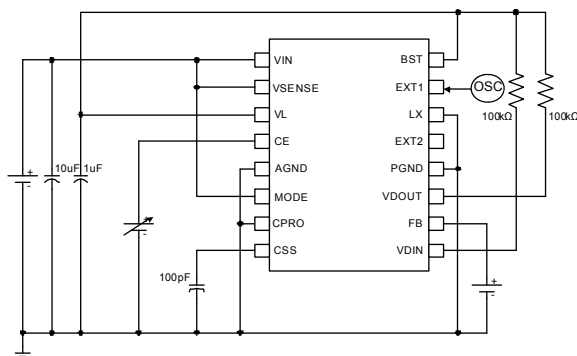 VIN
BST
VSENSE
EXT1
OSC
VL
LX
100kΩ
100kΩ
CE
EXT2
10uF
1uF
AGND
PGND
MODE
VDOUT
+
CPRO
FB
CSS
VDIN
100pF
+
+